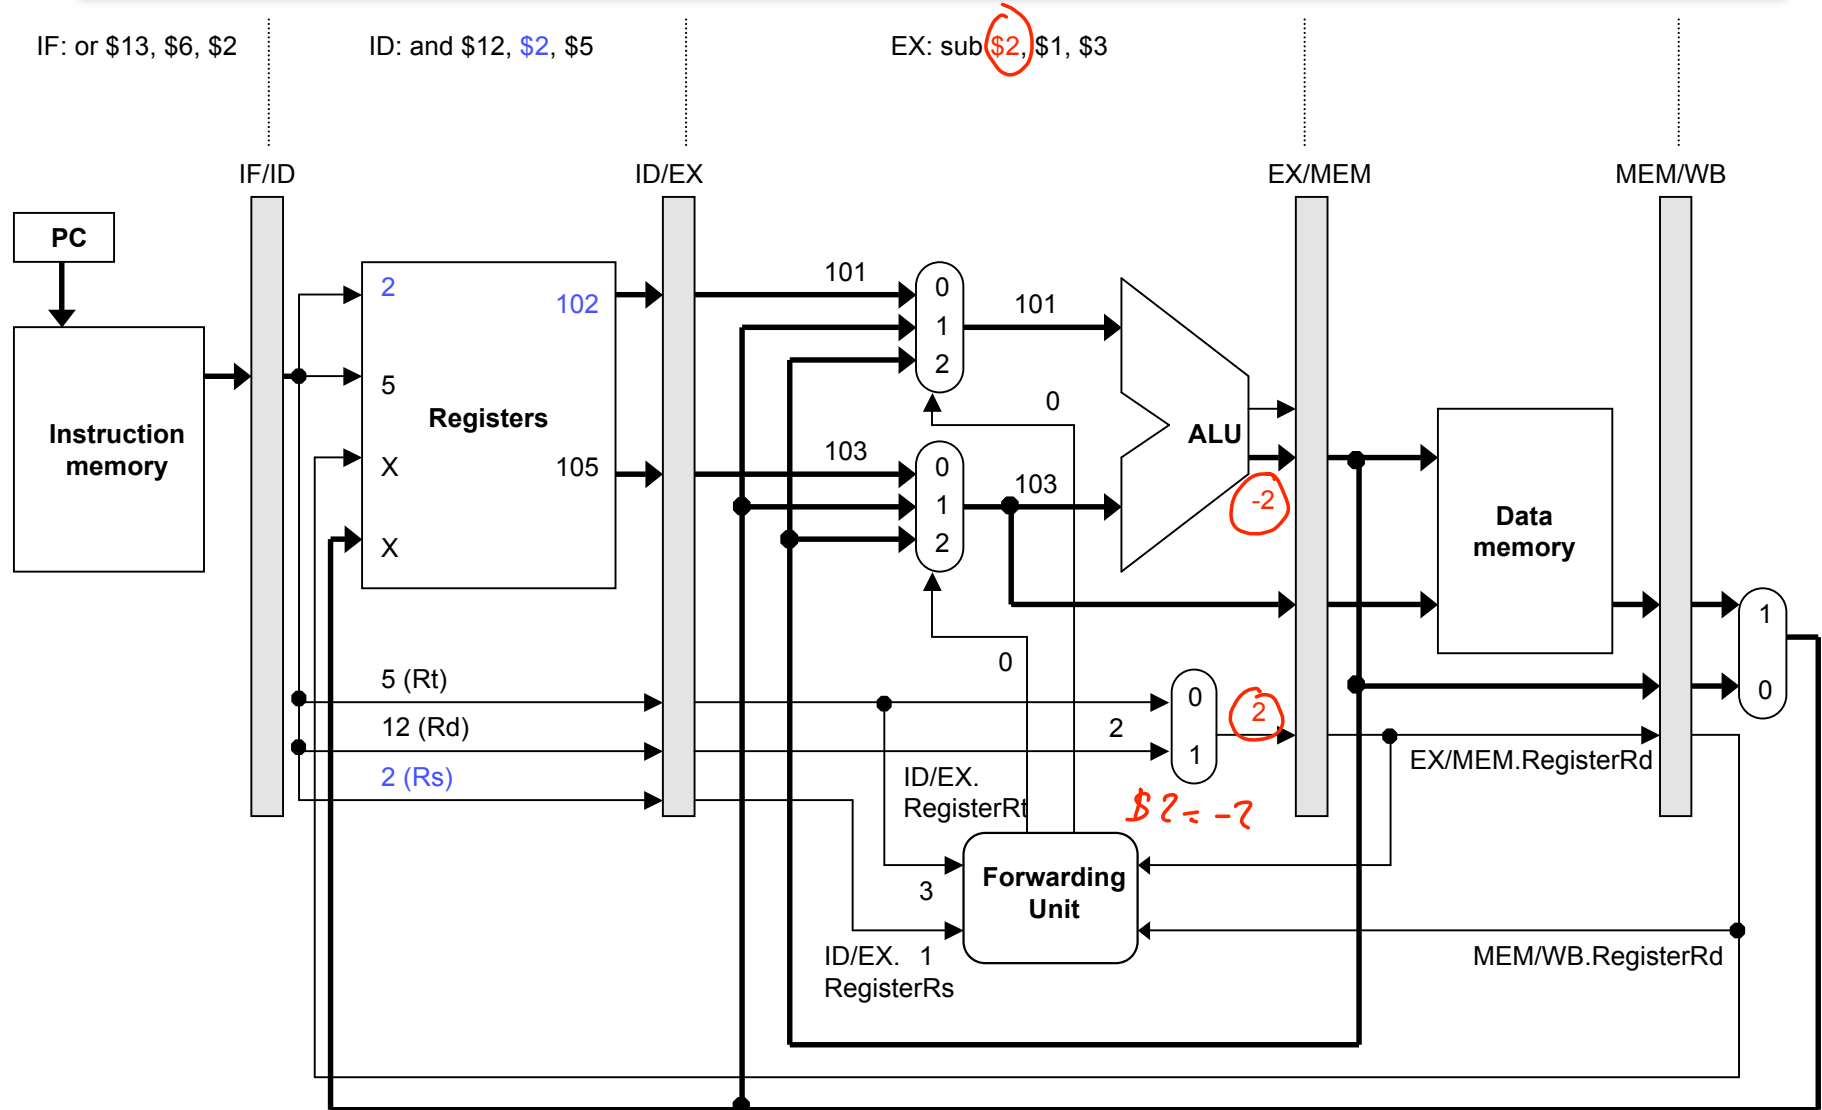 IF: or $13, $6, $2
ID: and $12, $2, $5
EX: sub $2, $1, $3
IF/ID
ID/EX
EX/MEM
MEM/WB
PC
Instruction
memory
2
102
5
Registers
X
105
X
101
0
1
2
101
0
103
0
1
2
103
0
ALU
-2
Data
memory
1
0
5 (Rt)
12 (Rd)
2 (Rs)
2
0
1
2
$2 = -2
ID/EX.
RegisterRt
3
ID/EX. 1
RegisterRs
Forwarding
Unit
EX/MEM.RegisterRd
MEM/WB.RegisterRd